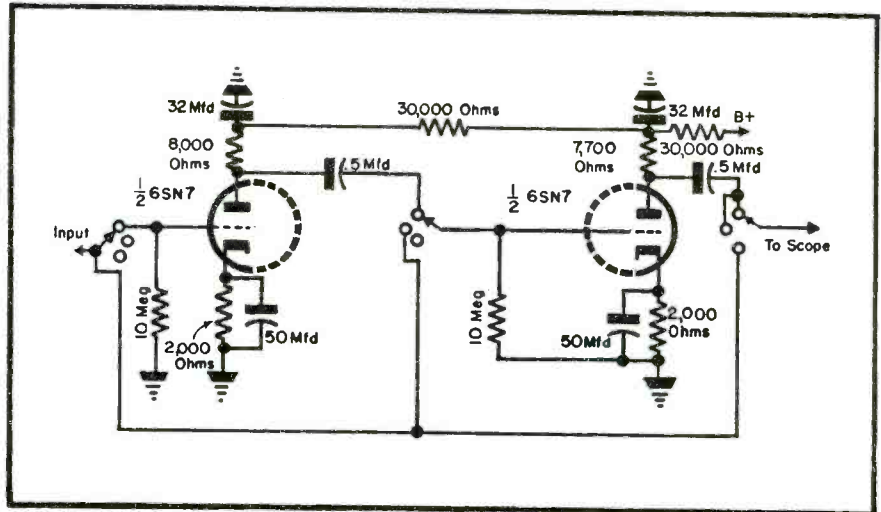 32 Mfd
30,000 Ohms
32 Mfd
B+
8,000
Ohms
7,700
Ohms
30,000 Ohms
.5 Mfd
.5 Mfd
½ 6SN7
½ 6SN7
Input
To Scope
10 Meg
2,000
Ohms
50 Mfd
10 Meg
50 Mfd
2,000
Ohms